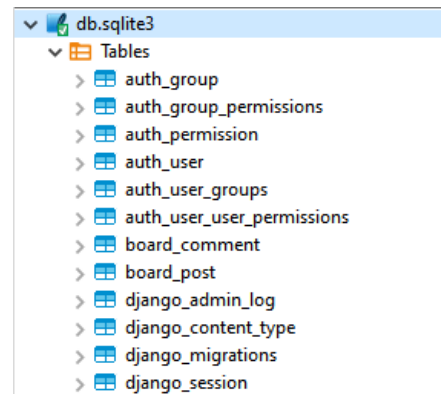 db.sqlite3
Tables
auth_group
auth_group_permissions
auth_permission
auth_user
auth_user_groups
auth_user_user_permissions
board_comment
board_post
django_admin_log
django_content_type
django_migrations
django_session